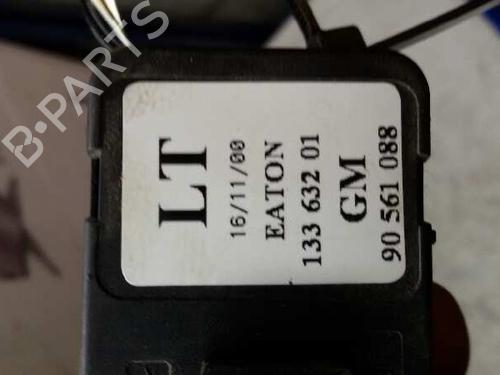 LT
16/11/00
EATON
133 632 01
GM
90 561 088
B-PARTS